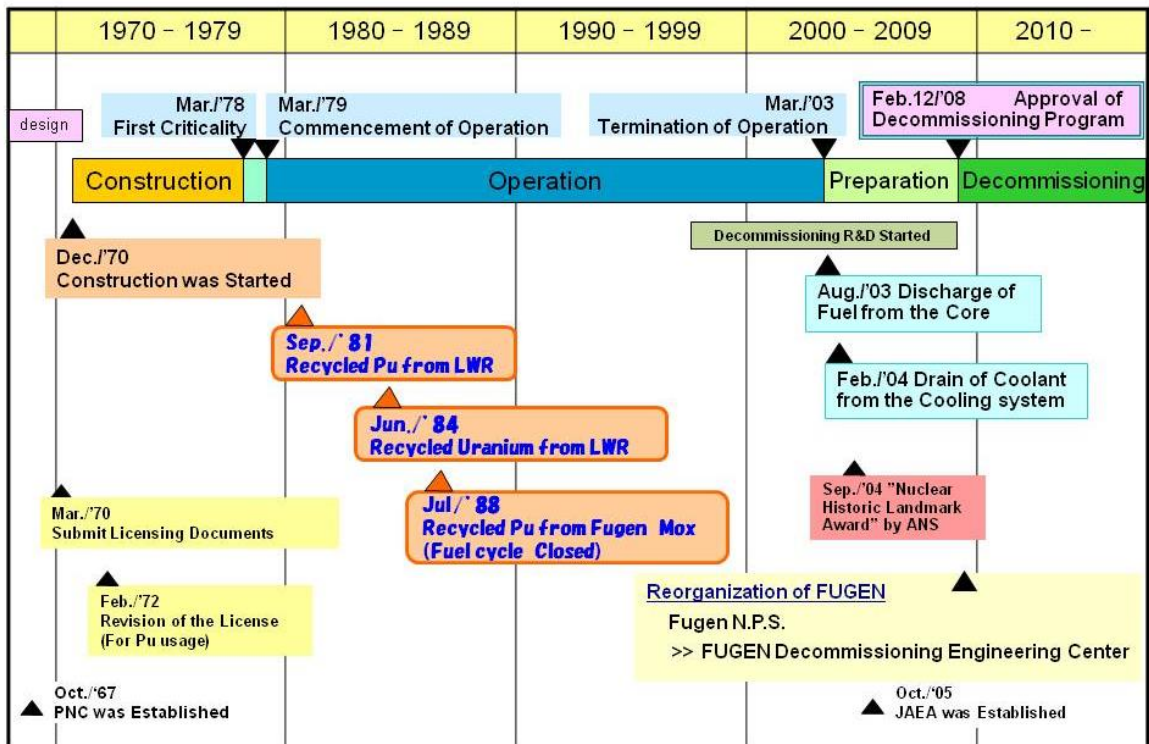 1970 - 1979
1980 - 1989
1990 - 1999
2000 - 2009
2010 -
design
Mar./'78
First Criticality
Mar./'79
Commencement of Operation
Mar./'03
Termination of Operation
Feb.12/'08 Approval of
Decommissioning Program
Construction
Operation
Preparation
Decommissioning
Dec./'70
Construction was Started
Decommissioning R&D Started
Aug./'03 Discharge of
Fuel from the Core
Sep./'81
Recycled Pu from LWR
Feb./'04 Drain of Coolant
from the Cooling system
Jun./'84
Recycled Uranium from LWR
Jul/'88
Recycled Pu from Fugen Mox
(Fuel cycle Closed)
Sep./'04 "Nuclear
Historic Landmark
Award" by ANS
Mar./'70
Submit Licensing Documents
Feb./'72
Revision of the License
(For Pu usage)
Reorganization of FUGEN
Fugen N.P.S.
>> FUGEN Decommissioning Engineering Center
Oct./'67
PNC was Established
Oct./'05
JAEA was Established